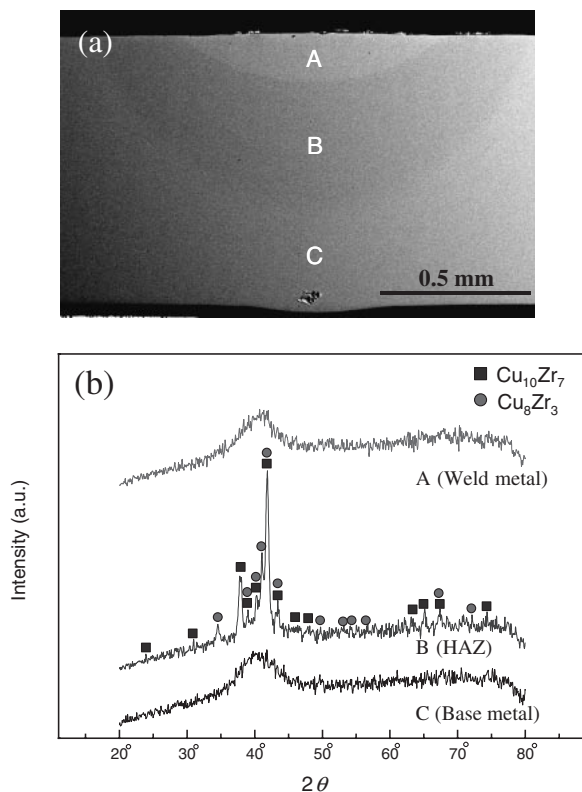 (a)
A
B
C
0.5 mm
(b)
Cu10Zr7
Cu8Zr3
A (Weld metal)
B (HAZ)
C (Base metal)
Intensity (a.u.)
20° 30° 40° 50° 60° 70° 80°
2θ